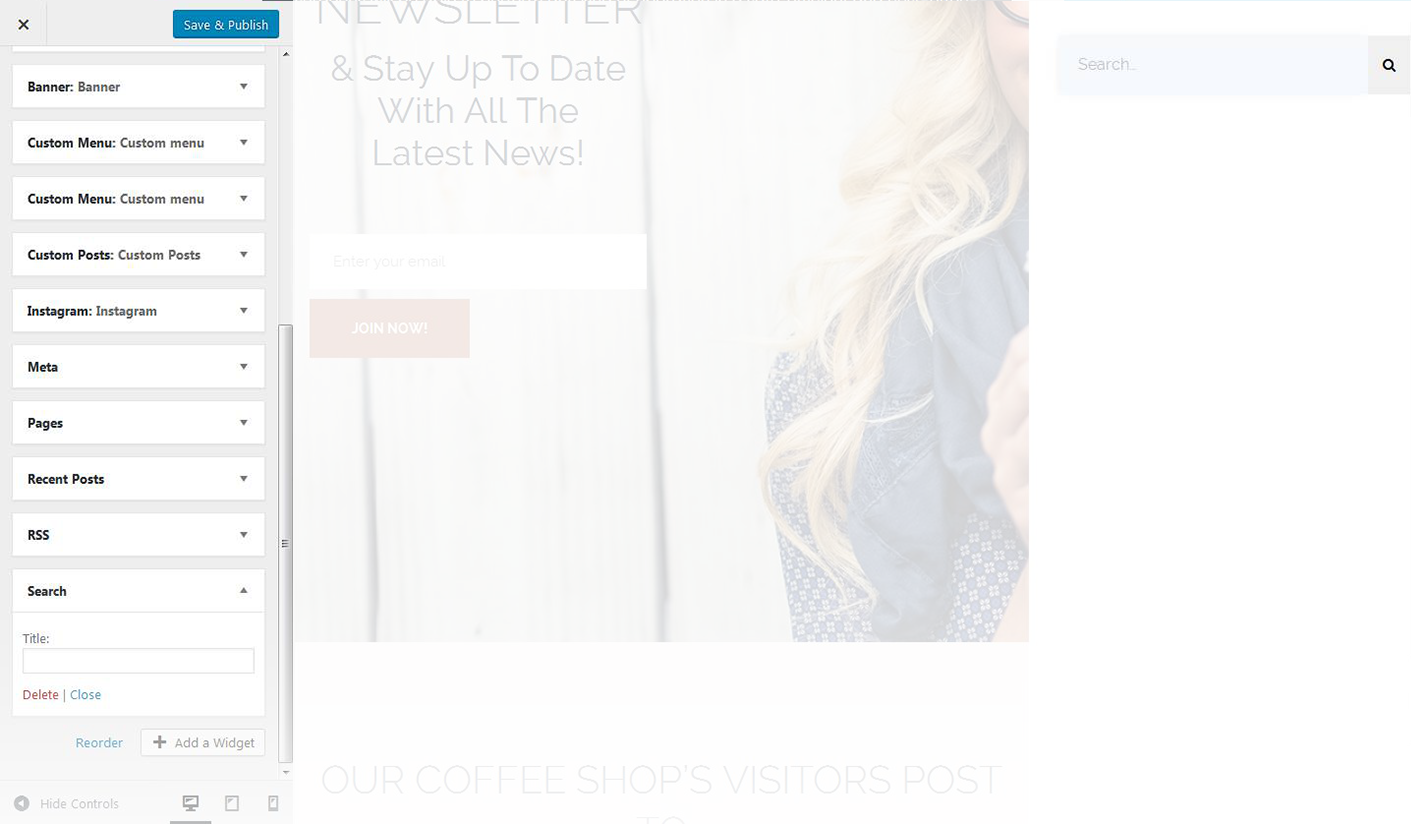 Save & Publish
Banner: Banner
Custom Menu: Custom menu
Custom Menu: Custom menu
Custom Posts: Custom Posts
Instagram: Instagram
Meta
Pages
Recent Posts
RSS
Search
Title:
Delete | Close
Reorder
Add a Widget
Hide Controls
NEWSLETTER
& Stay Up To Date
With All The
Latest News!
Enter your email
JOIN NOW!
OUR COFFEE SHOP'S VISITORS POST
TO
Search...